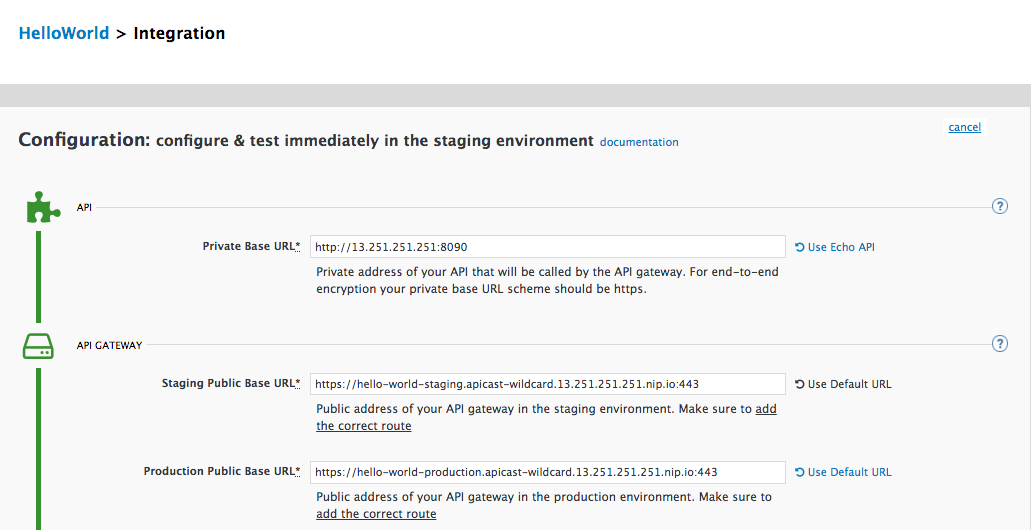 HelloWorld > Integration
Configuration: configure & test immediately in the staging environment documentation
cancel
API
?
Private Base URL*
http://13.251.251.251:8090
Use Echo API
Private address of your API that will be called by the API gateway. For end-to-end
encryption your private base URL scheme should be https.
API GATEWAY
?
Staging Public Base URL*
https://hello-world-staging.apicast-wildcard.13.251.251.251.nip.io:443
Use Default URL
Public address of your API gateway in the staging environment. Make sure to add
the correct route
Production Public Base URL*
https://hello-world-production.apicast-wildcard.13.251.251.251.nip.io:443
Use Default URL
Public address of your API gateway in the production environment. Make sure to
add the correct route